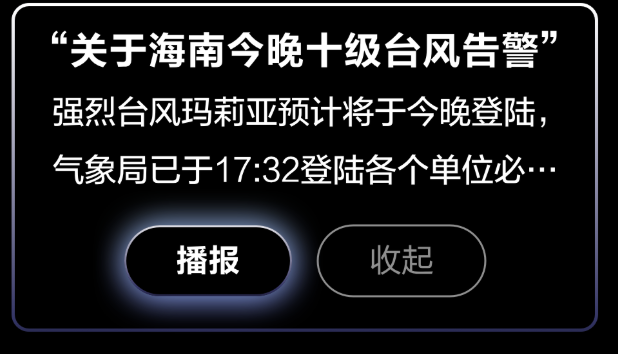 “关于海南今晚十级台风告警”
强烈台风玛莉亚预计将于今晚登陆，
气象局已于17:32登陆各个单位必…
播报
收起